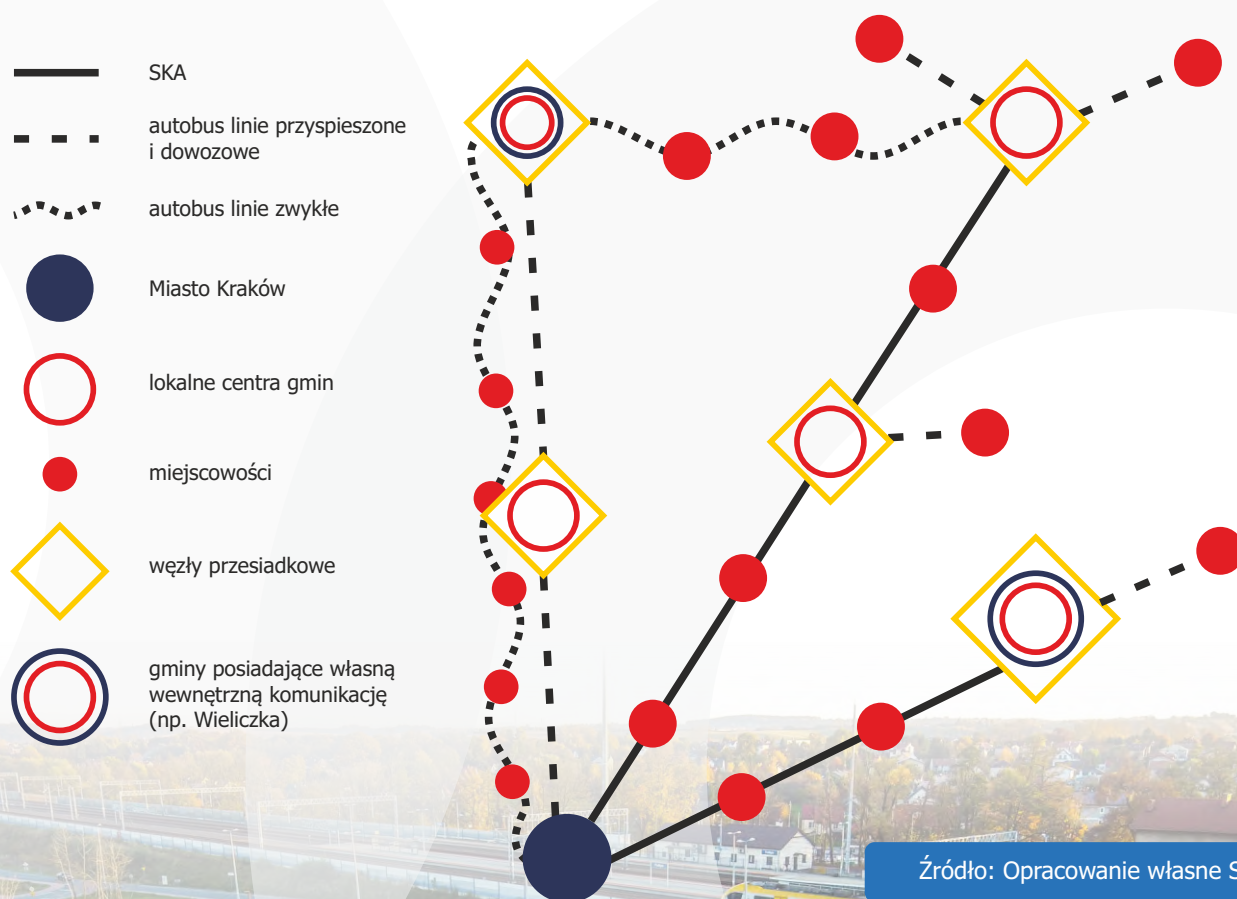 SKA
autobus linie przyspieszone
i dowozowe
autobus linie zwykłe
Miasto Kraków
lokalne centra gmin
miejscowości
węzły przesiadkowe
gminy posiadające własną
wewnętrzną komunikację
(np. Wieliczka)
Źródło: Opracowanie własne